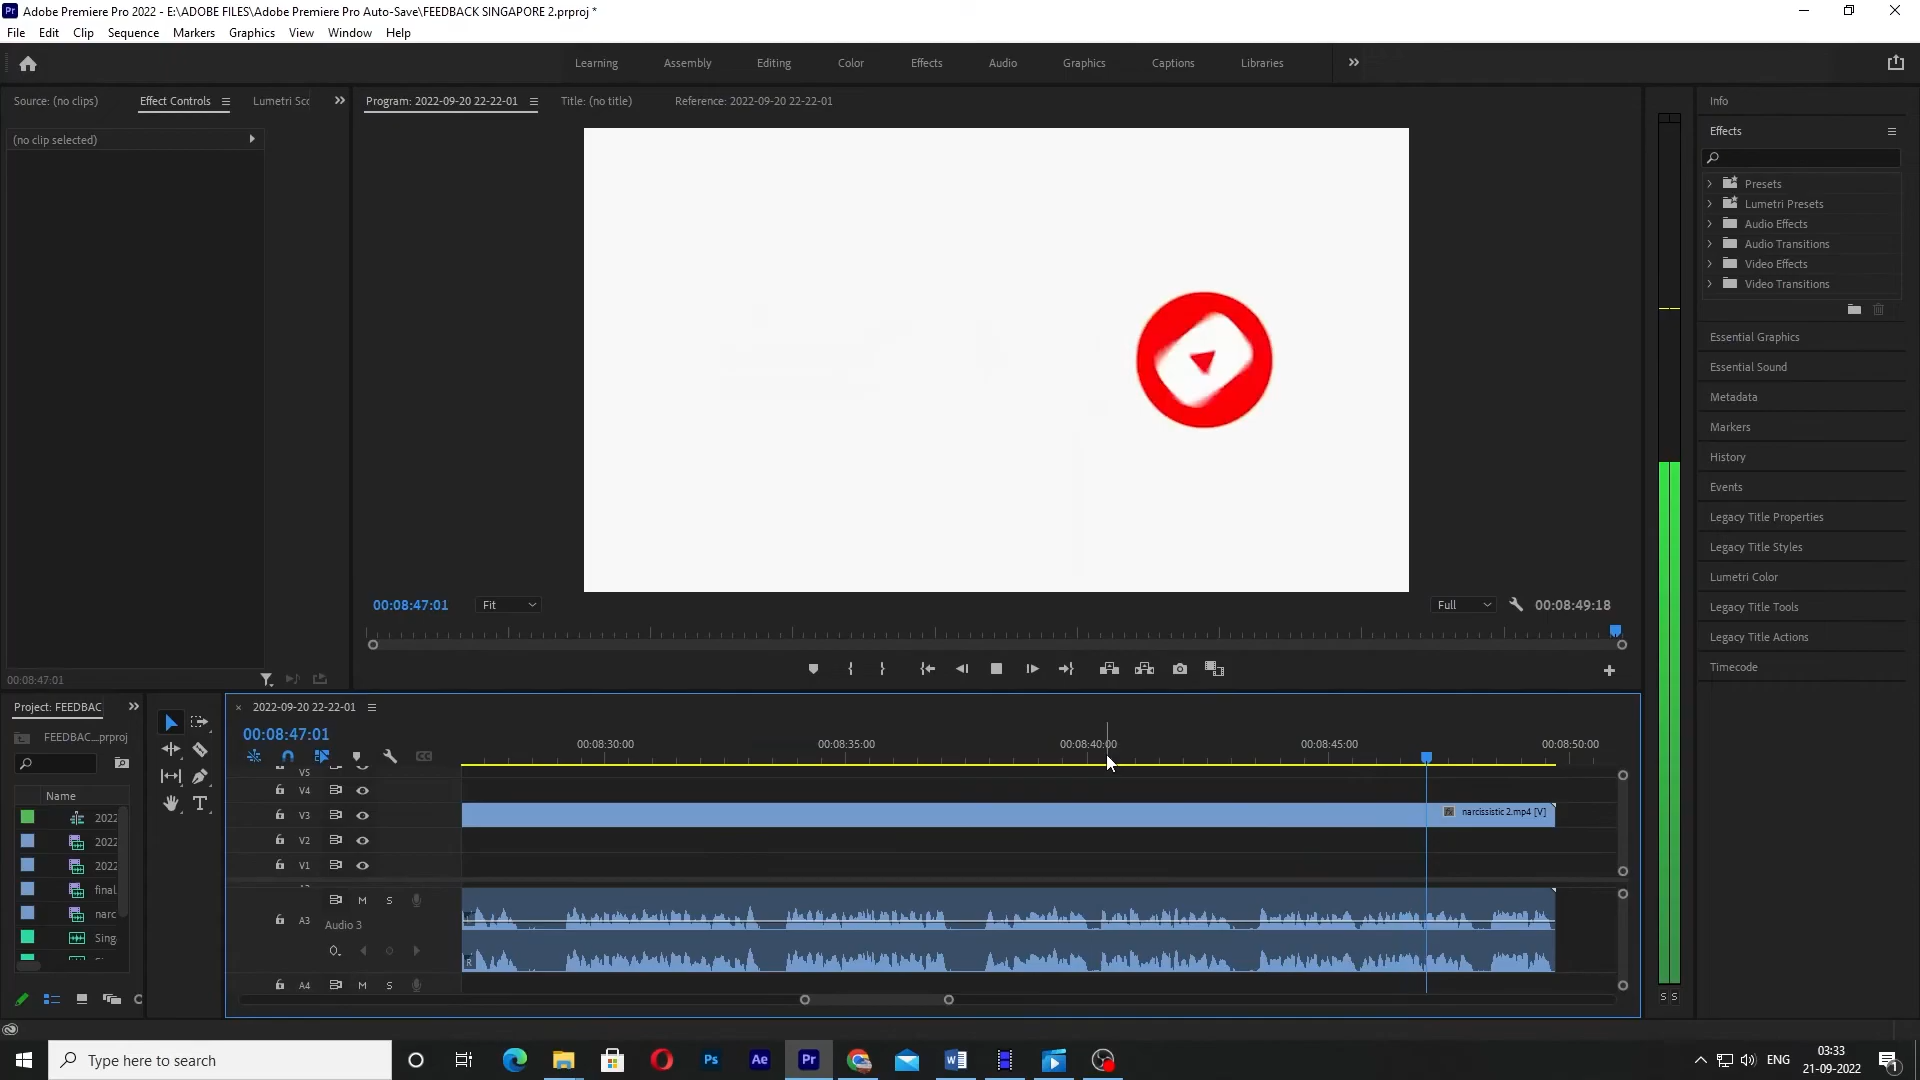 Pr Adobe Premiere Pro 2022 - E:\ADOBE FILES\Adobe Premiere Pro Auto-Save\FEEDBACK SINGAPORE 2.prproj *
File Edit Clip Sequence Markers Graphics View Window Help
Learning Assembly Editing Color Effects Audio Graphics Captions Libraries
Source: (no clips) Effect Controls Lumetri Sc
Program: 2022-09-20 22-22-01 Title: (no title) Reference: 2022-09-20 22-22-01
(no clip selected)
Info
Effects
Presets
Lumetri Presets
Audio Effects
Audio Transitions
Video Effects
Video Transitions
Essential Graphics
Essential Sound
Metadata
Markers
History
Events
Legacy Title Properties
Legacy Title Styles
Lumetri Color
Legacy Title Tools
Legacy Title Actions
Timecode
00:08:47:01 Fit Full 00:08:49:18
00:08:47:01
Project: FEEDBAC
FEEDBAC...prproj
Name
2022
2022
2022
final
narc
Sing
2022-09-20 22-22-01
00:08:47:01
00:08:30:00 00:08:35:00 00:08:40:00 00:08:45:00 00:08:50:00
V5
V4
V3 narcissistic 2.mp4 [V]
V2
V1
M S
A3 Audio 3
R
A4 M S
S S
Type here to search
Ps Ae Pr
ENG
03:33
21-09-2022
1